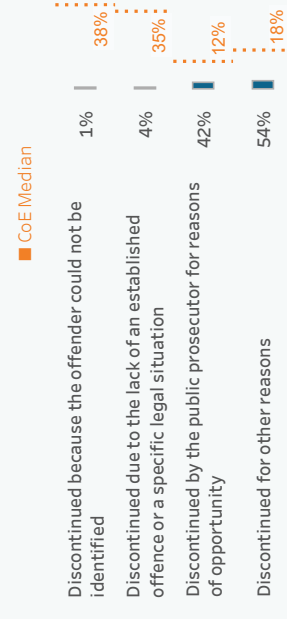 CoE Median
Discontinued because the offender could not be
identified
1%
38%
Discontinued due to the lack of an established
offence or a specific legal situation
4%
35%
Discontinued by the public prosecutor for reasons
of opportunity
42%
12%
Discontinued for other reasons
54%
18%